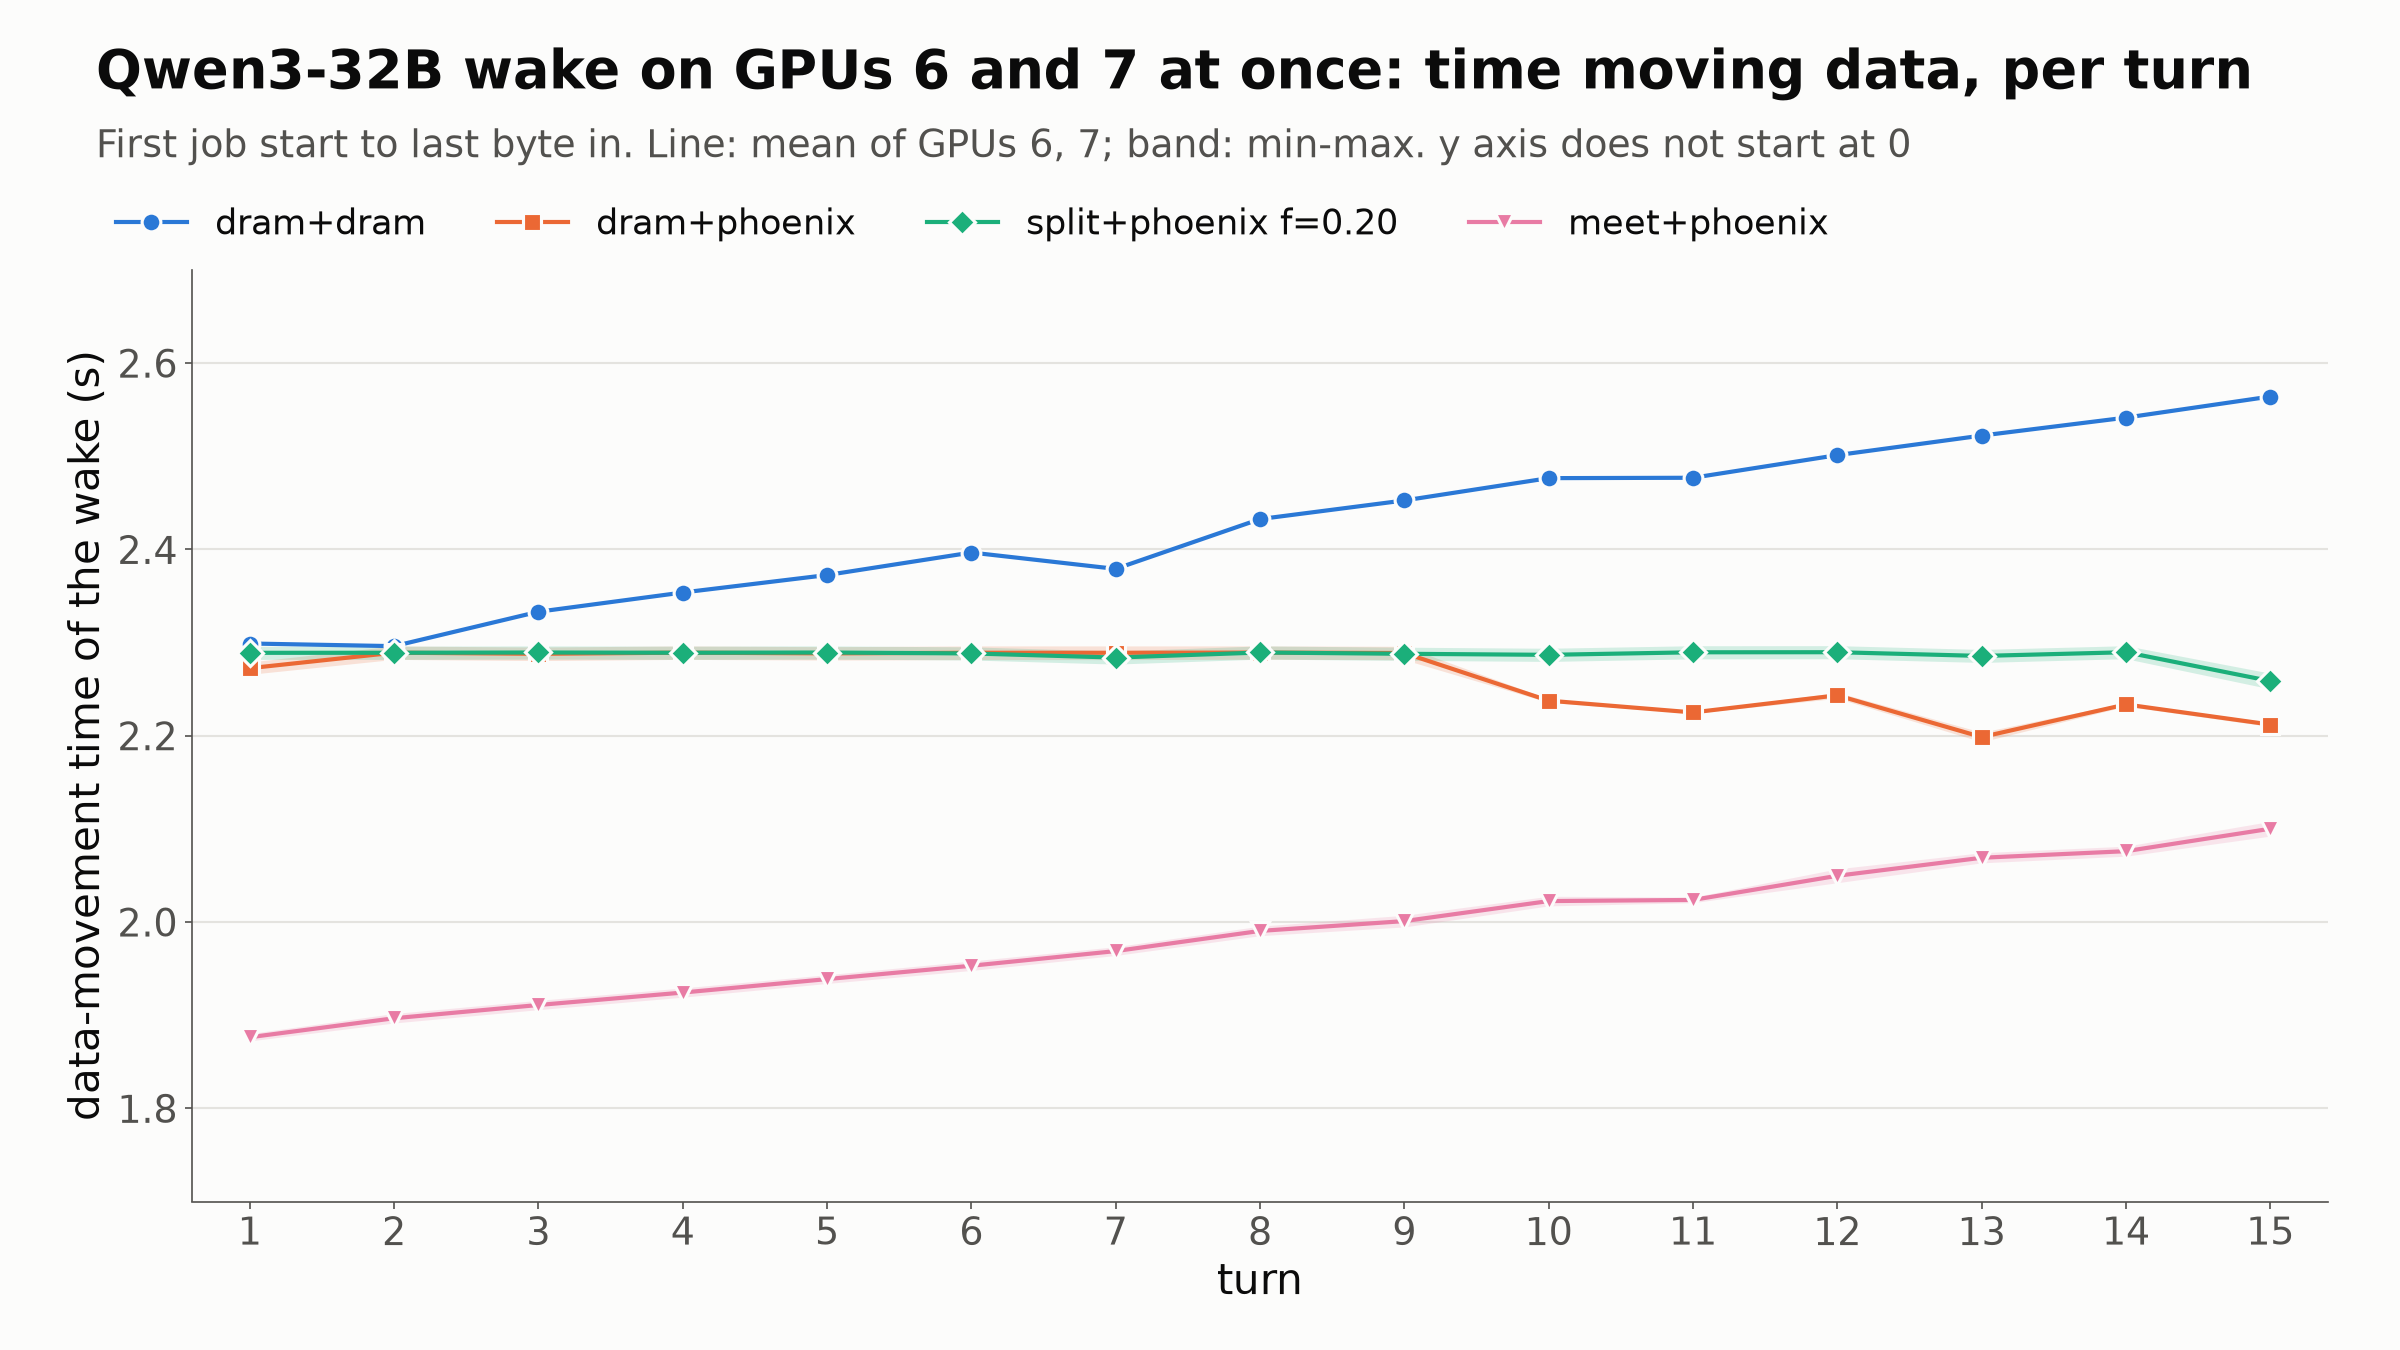 Qwen3-32B wake on GPUs 6 and 7 at once: time moving data, per turn
First job start to last byte in. Line: mean of GPUs 6, 7; band: min-max. y axis does not start at 0
dram+dram
dram+phoenix
split+phoenix f=0.20
meet+phoenix
data-movement time of the wake (s)
2.6
2.4
2.2
2.0
1.8
1 2 3 4 5 6 7 8 9 10 11 12 13 14 15
turn